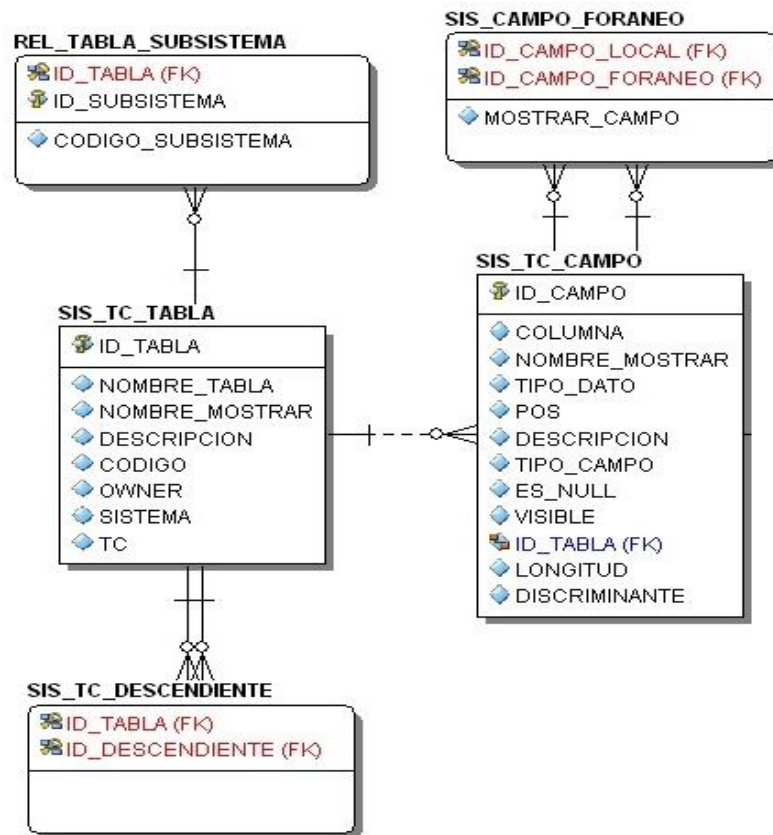 REL_TABLA_SUBSISTEMA
ID_TABLA (FK)
ID_SUBSISTEMA
CODIGO_SUBSISTEMA
SIS_CAMPO_FORANEO
ID_CAMPO_LOCAL (FK)
ID_CAMPO_FORANEO (FK)
MOSTRAR_CAMPO
SIS_TC_TABLA
ID_TABLA
NOMBRE_TABLA
NOMBRE_MOSTRAR
DESCRIPCION
CODIGO
OWNER
SISTEMA
TC
SIS_TC_CAMPO
ID_CAMPO
COLUMNA
NOMBRE_MOSTRAR
TIPO_DATO
POS
DESCRIPCION
TIPO_CAMPO
ES_NULL
VISIBLE
ID_TABLA (FK)
LONGITUD
DISCRIMINANTE
SIS_TC_DESCENDIENTE
ID_TABLA (FK)
ID_DESCENDIENTE (FK)